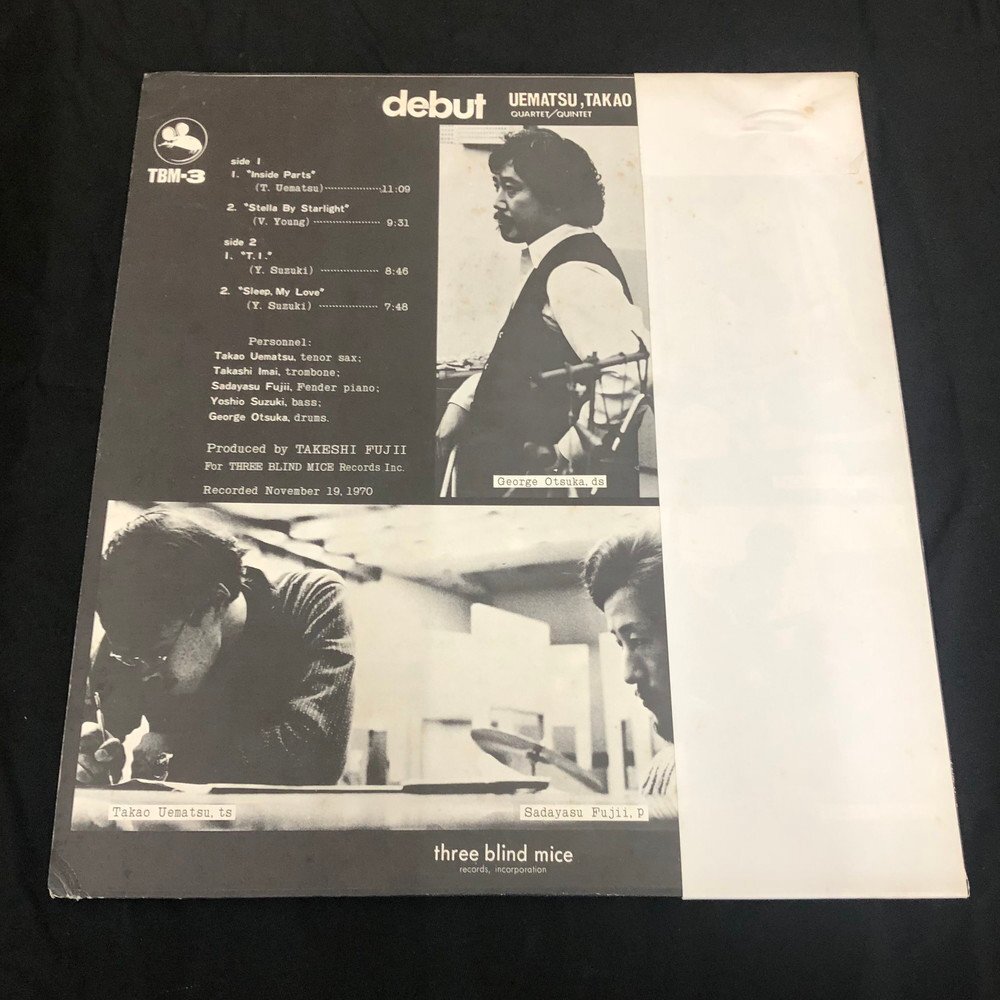 debut UEMATSU, TAKAO
QUARTET/QUINTET
TBM-3
side 1
1. "Inside Parts"
(T. Uematsu)..................11:09
2. "Stella By Starlight"
(V. Young)..................... 9:31
side 2
1. "T.I."
(Y. Suzuki) .................. 8:46
2. "Sleep, My Love"
(Y. Suzuki) .................. 7:48
Personnel:
Takao Uematsu, tenor sax;
Takashi Imai, trombone;
Sadayasu Fujii, Fender piano;
Yoshio Suzuki, bass;
George Otsuka, drums.
Produced by TAKESHI FUJII
For THREE BLIND MICE Records Inc.
Recorded November 19, 1970
George Otsuka, ds
Takao Uematsu, ts
Sadayasu Fujii, p
three blind mice
records, incorporation